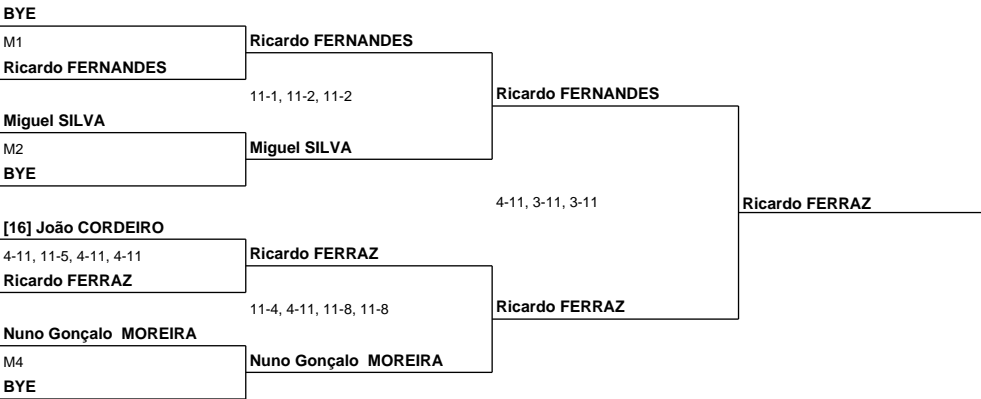 BYE
M1
Ricardo FERNANDES
Ricardo FERNANDES
11-1, 11-2, 11-2
Ricardo FERNANDES
Miguel SILVA
M2
Miguel SILVA
BYE
4-11, 3-11, 3-11
Ricardo FERRAZ
[16] João CORDEIRO
4-11, 11-5, 4-11, 4-11
Ricardo FERRAZ
Ricardo FERRAZ
11-4, 4-11, 11-8, 11-8
Ricardo FERRAZ
Nuno Gonçalo  MOREIRA
M4
Nuno Gonçalo  MOREIRA
BYE